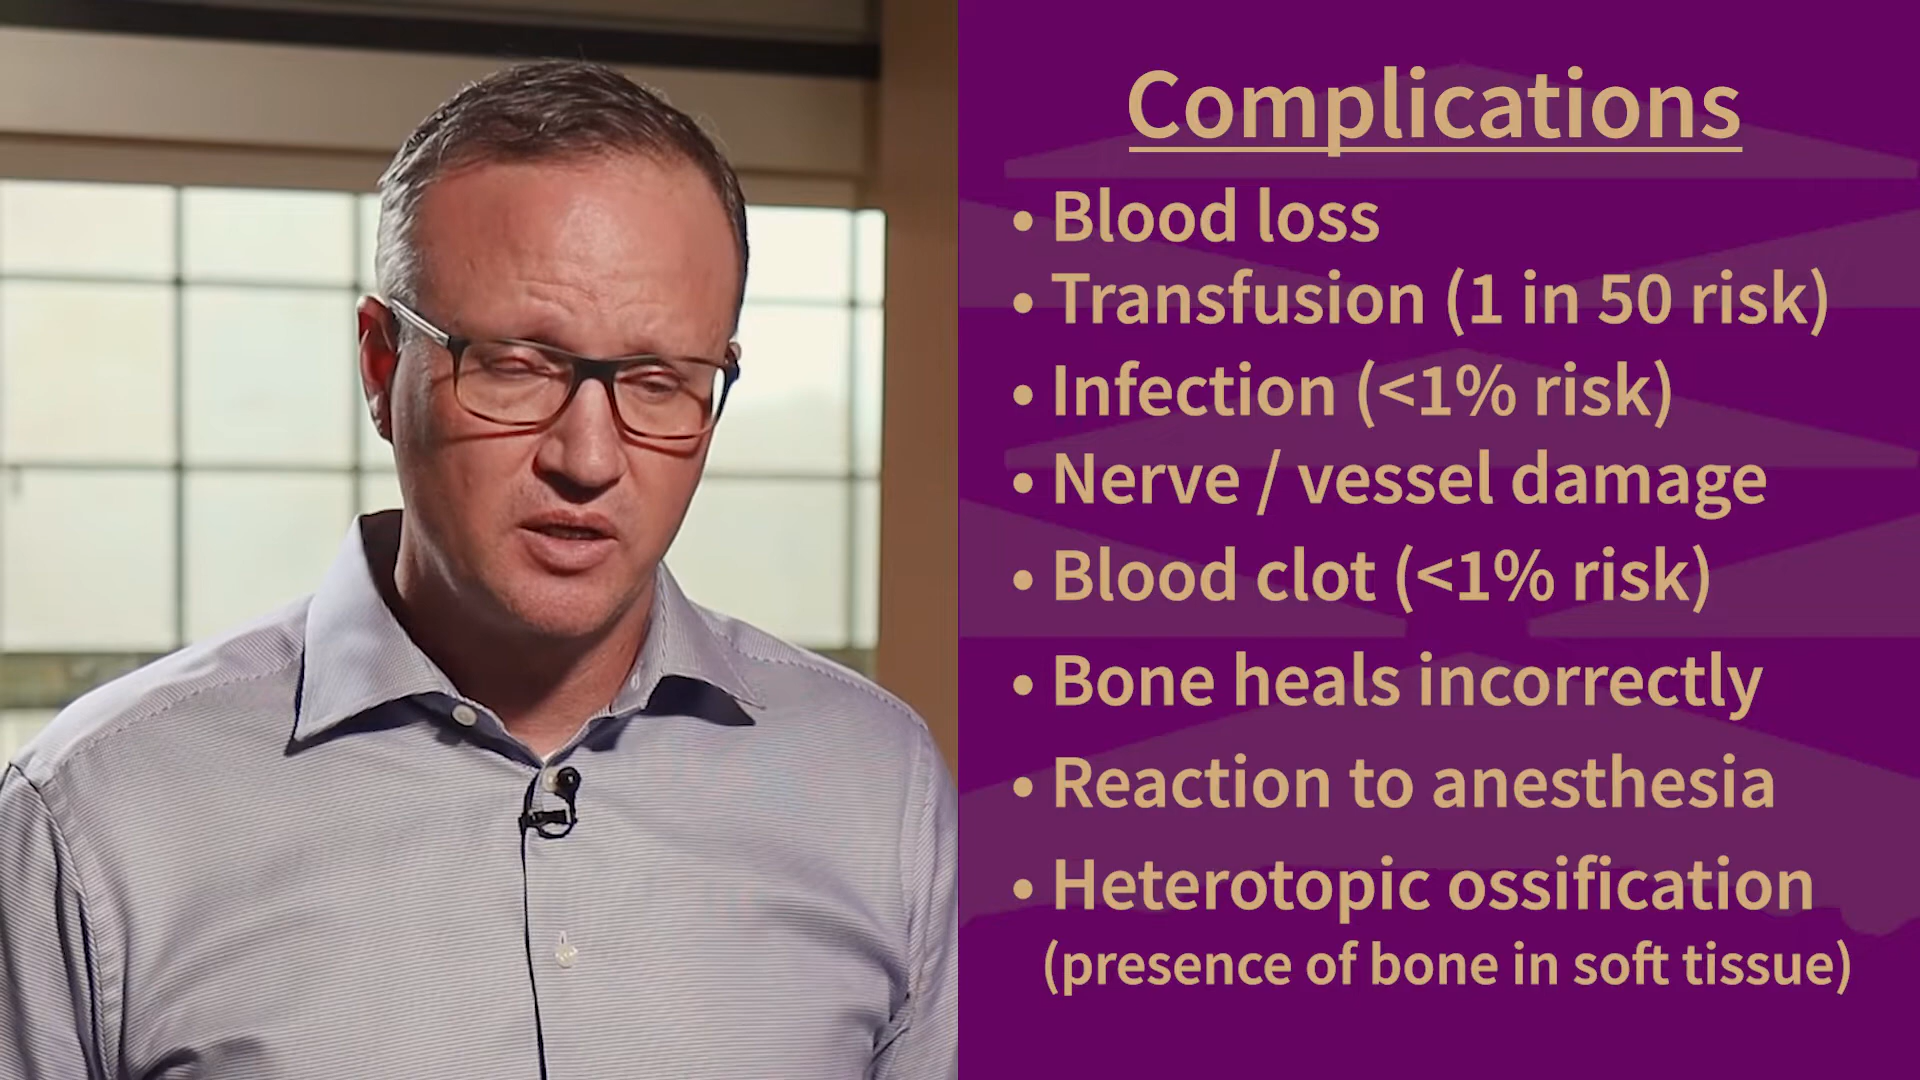 Complications
• Blood loss
• Transfusion (1 in 50 risk)
• Infection (<1% risk)
• Nerve / vessel damage
• Blood clot (<1% risk)
• Bone heals incorrectly
• Reaction to anesthesia
• Heterotopic ossification
(presence of bone in soft tissue)